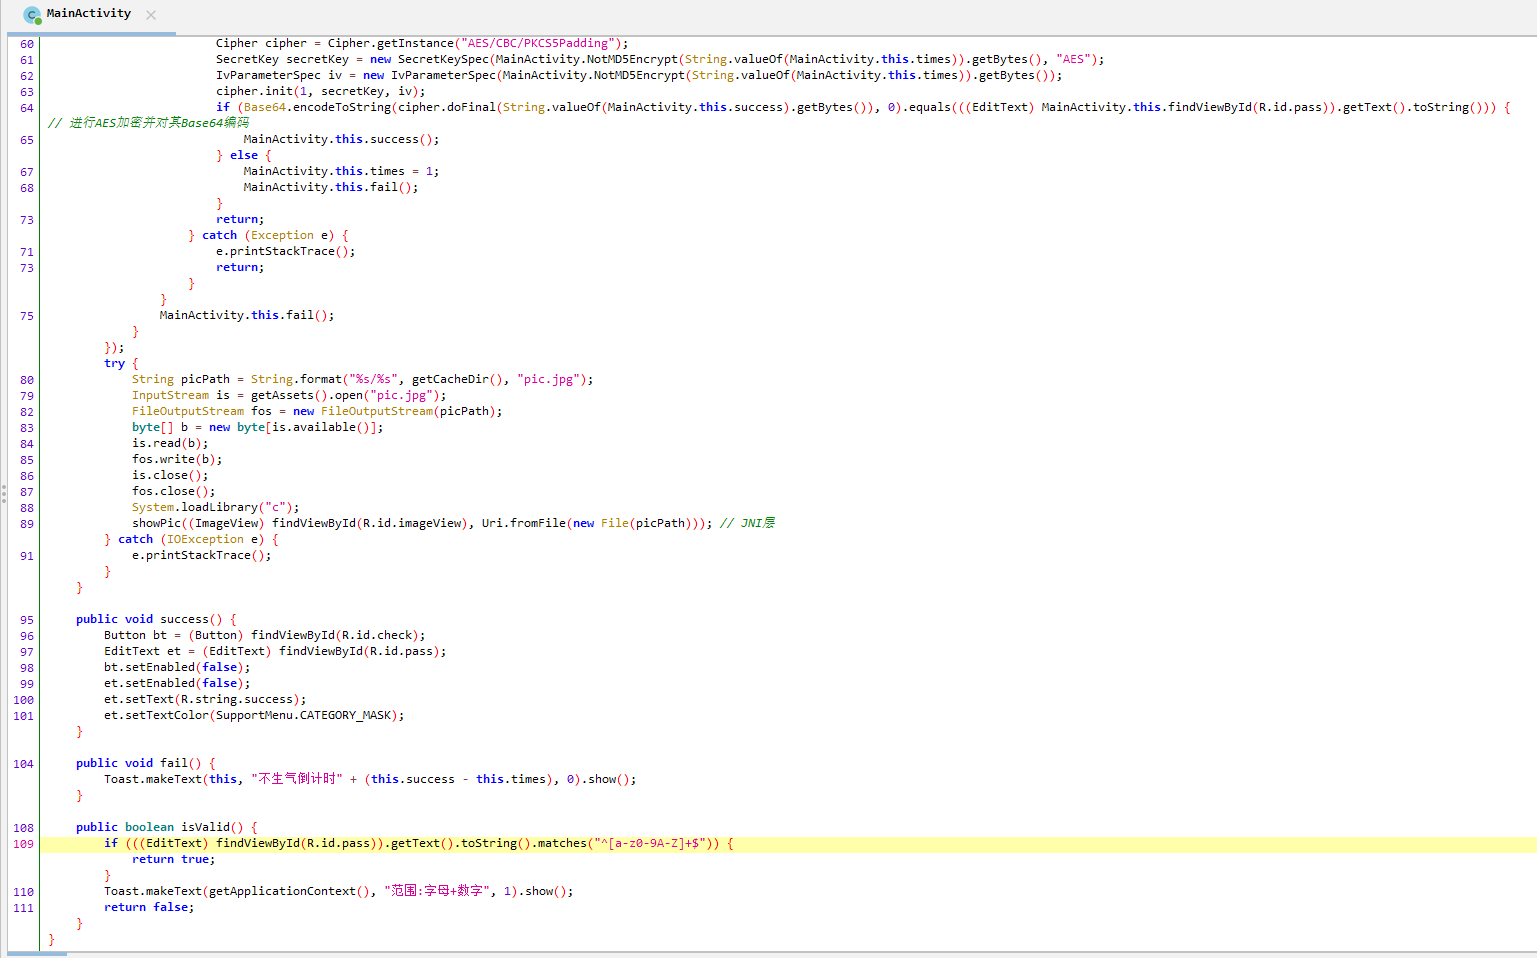 MainActivity
60 Cipher cipher = Cipher.getInstance("AES/CBC/PKCS5Padding");
61 SecretKey secretKey = new SecretKeySpec(MainActivity.NotMD5Encrypt(String.valueOf(MainActivity.this.times)).getBytes(), "AES");
62 IvParameterSpec iv = new IvParameterSpec(MainActivity.NotMD5Encrypt(String.valueOf(MainActivity.this.times)).getBytes());
63 cipher.init(1, secretKey, iv);
64 if (Base64.encodeToString(cipher.doFinal(String.valueOf(MainActivity.this.success).getBytes()), 0).equals(((EditText) MainActivity.this.findViewById(R.id.pass)).getText().toString())) {
// 进行AES加密并对其Base64编码
65 MainActivity.this.success();
} else {
67 MainActivity.this.times = 1;
68 MainActivity.this.fail();
}
73 return;
} catch (Exception e) {
71 e.printStackTrace();
73 return;
}
}
75 MainActivity.this.fail();
}
});
try {
80 String picPath = String.format("%s/%s", getCacheDir(), "pic.jpg");
79 InputStream is = getAssets().open("pic.jpg");
82 FileOutputStream fos = new FileOutputStream(picPath);
83 byte[] b = new byte[is.available()];
84 is.read(b);
85 fos.write(b);
86 is.close();
87 fos.close();
88 System.loadLibrary("c");
89 showPic((ImageView) findViewById(R.id.imageView), Uri.fromFile(new File(picPath))); // JNI层
} catch (IOException e) {
91 e.printStackTrace();
}
}
95 public void success() {
96 Button bt = (Button) findViewById(R.id.check);
97 EditText et = (EditText) findViewById(R.id.pass);
98 bt.setEnabled(false);
99 et.setEnabled(false);
100 et.setText(R.string.success);
101 et.setTextColor(SupportMenu.CATEGORY_MASK);
}
104 public void fail() {
Toast.makeText(this, "不生气倒计时" + (this.success - this.times), 0).show();
}
108 public boolean isValid() {
109 if (((EditText) findViewById(R.id.pass)).getText().toString().matches("^[a-z0-9A-Z]+$")) {
return true;
}
110 Toast.makeText(getApplicationContext(), "范围:字母+数字", 1).show();
111 return false;
}
}